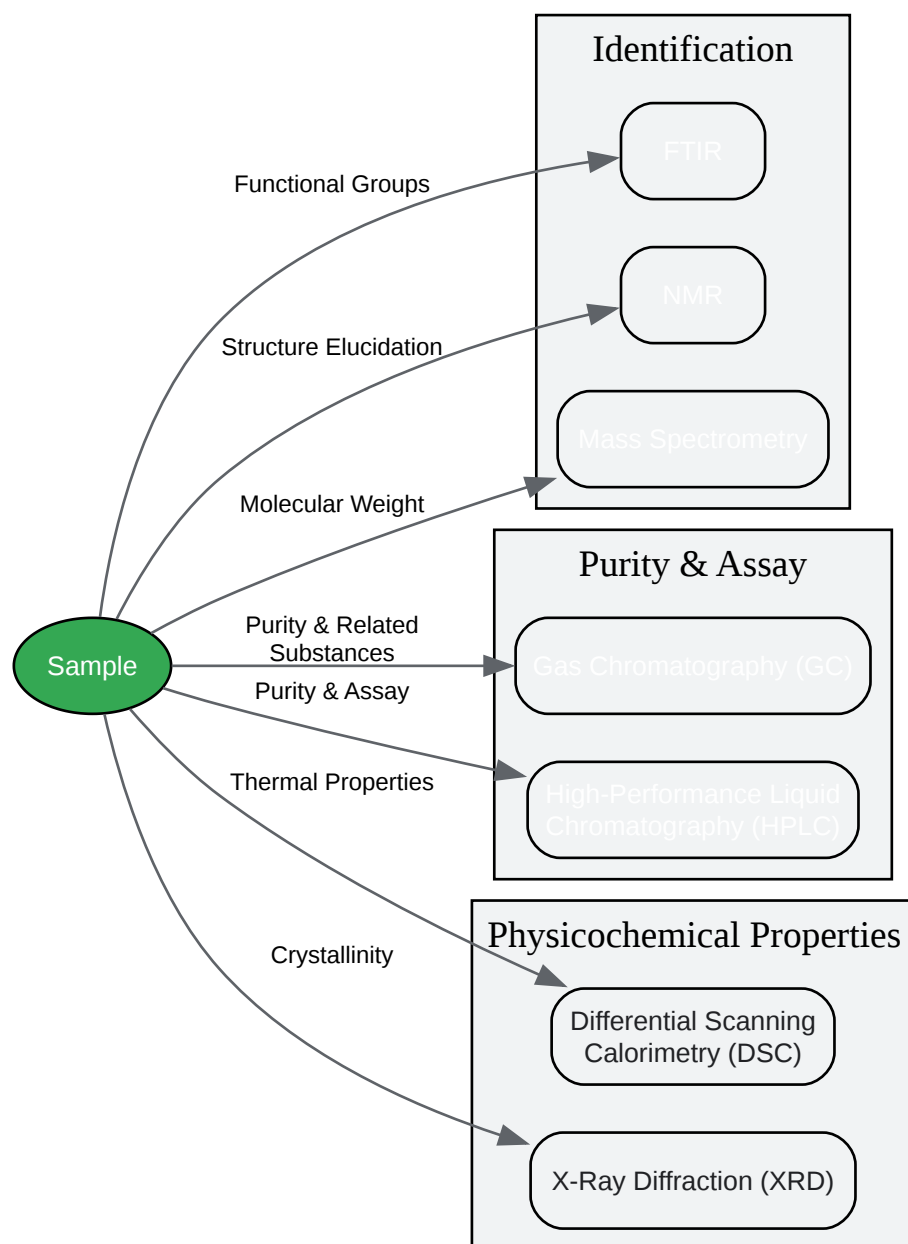 Identification
FTIR
Functional Groups
NMR
Structure Elucidation
Mass Spectrometry
Molecular Weight
Purity & Assay
Purity & Related
Substances
Gas Chromatography (GC)
Sample
Purity & Assay
High-Performance Liquid
Chromatography (HPLC)
Thermal Properties
Physicochemical Properties
Crystallinity
Differential Scanning
Calorimetry (DSC)
X-Ray Diffraction (XRD)